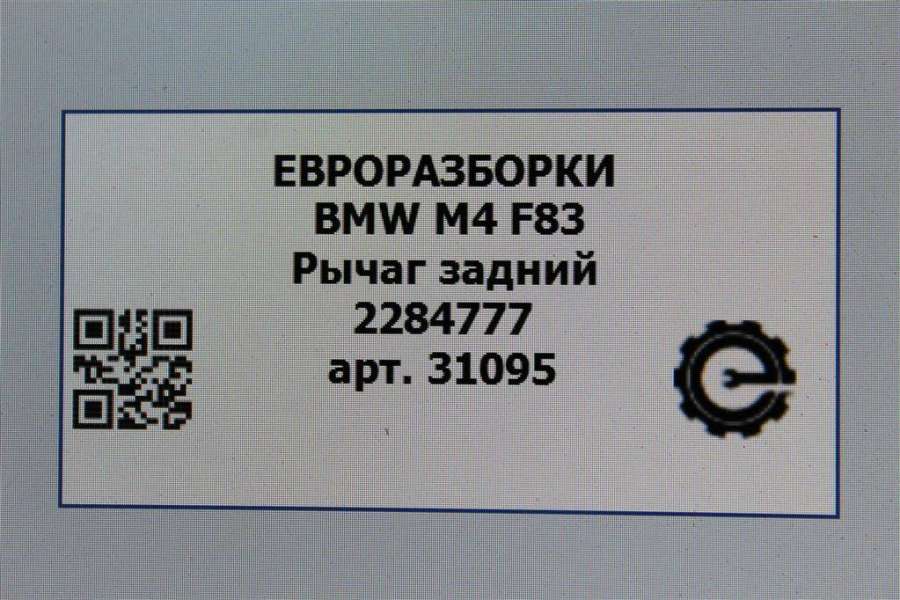 ЕВРОРАЗБОРКИ
BMW M4 F83
Рычаг задний
2284777
арт. 31095